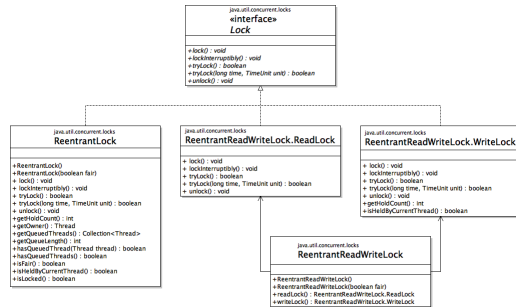 java.util.concurrent.locks
«interface»
Lock
+lock() : void
+lockInterruptibly() : void
+tryLock() : boolean
+tryLock(long time, TimeUnit unit) : boolean
+unlock() : void
java.util.concurrent.locks
ReentrantLock
+ReentrantLock()
+ReentrantLock(boolean fair)
+ lock() : void
+ lockInterruptibly() : void
+ tryLock() : boolean
+ tryLock(long time, TimeUnit unit) : boolean
+ unlock() : void
+getHoldCount() : int
+getOwner() : Thread
+getQueuedThreads() : Collection<Thread>
+getQueueLength() : int
+hasQueuedThread(Thread thread) : boolean
+hasQueuedThreads() : boolean
+isFair() : boolean
+isHeldByCurrentThread() : boolean
+isLocked() : boolean
java.util.concurrent.locks
ReentrantReadWriteLock.ReadLock
+ lock() : void
+ lockInterruptibly() : void
+ tryLock() : boolean
+ tryLock(long time, TimeUnit unit) : boolean
+ unlock() : void
java.util.concurrent.locks
ReentrantReadWriteLock.WriteLock
+ lock() : void
+ lockInterruptibly() : void
+ tryLock() : boolean
+ tryLock(long time, TimeUnit unit) : boolean
+ unlock() : void
+getHoldCount() : int
+isHeldByCurrentThread() : boolean
java.util.concurrent.locks
ReentrantReadWriteLock
+ReentrantReadWriteLock()
+ReentrantReadWriteLock(boolean fair)
+readLock() : ReentrantReadWriteLock.ReadLock
+writeLock() : ReentrantReadWriteLock.WriteLock